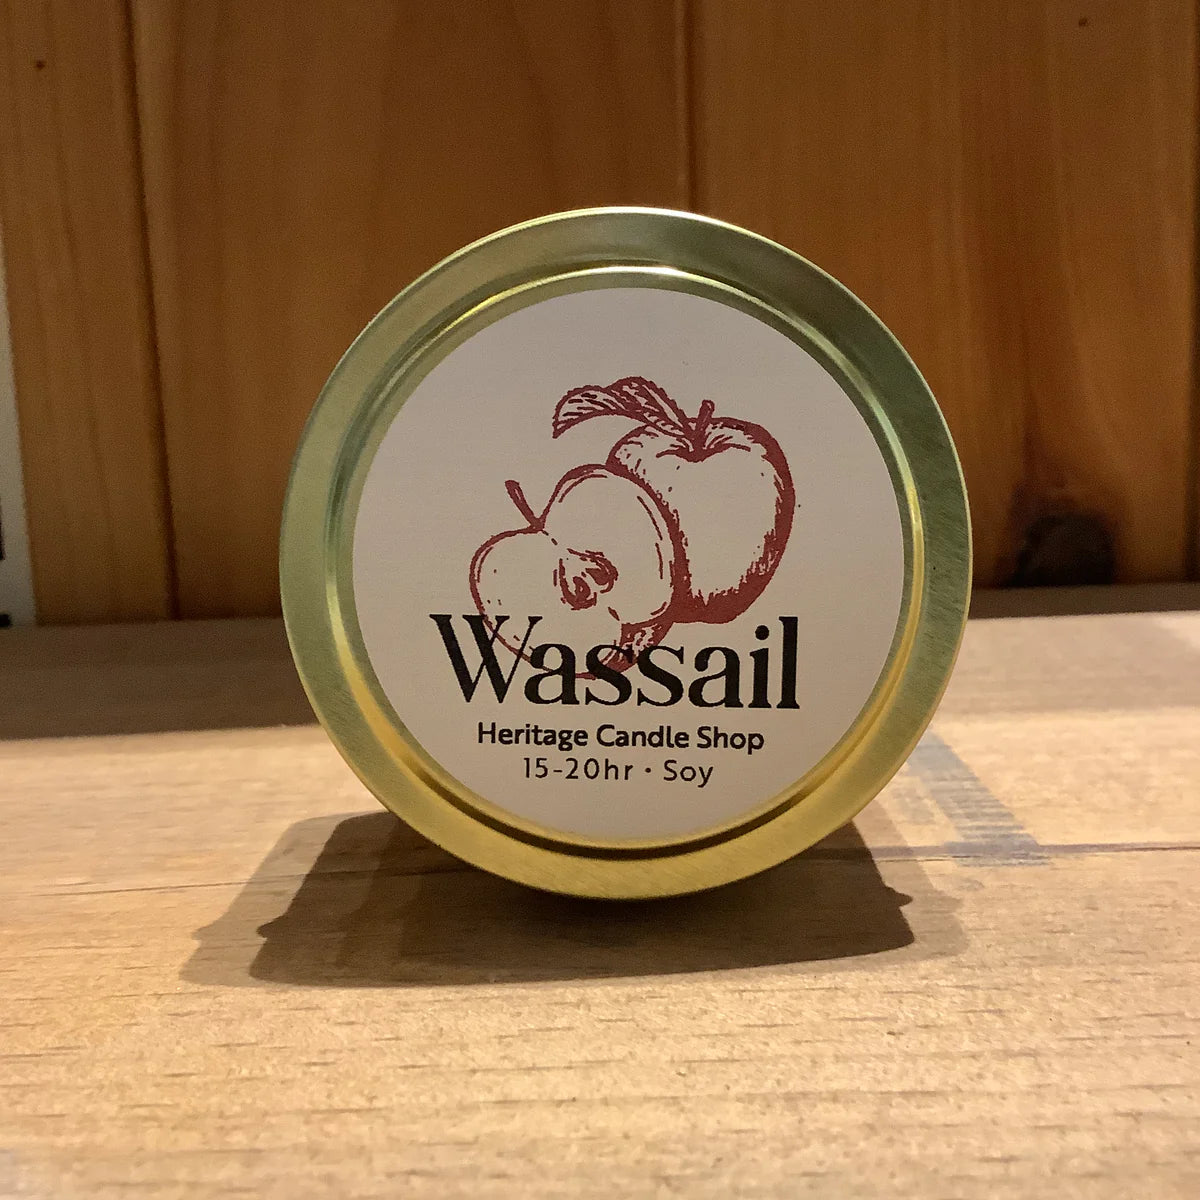 Wassail
Heritage Candle Shop
15-20hr · Soy